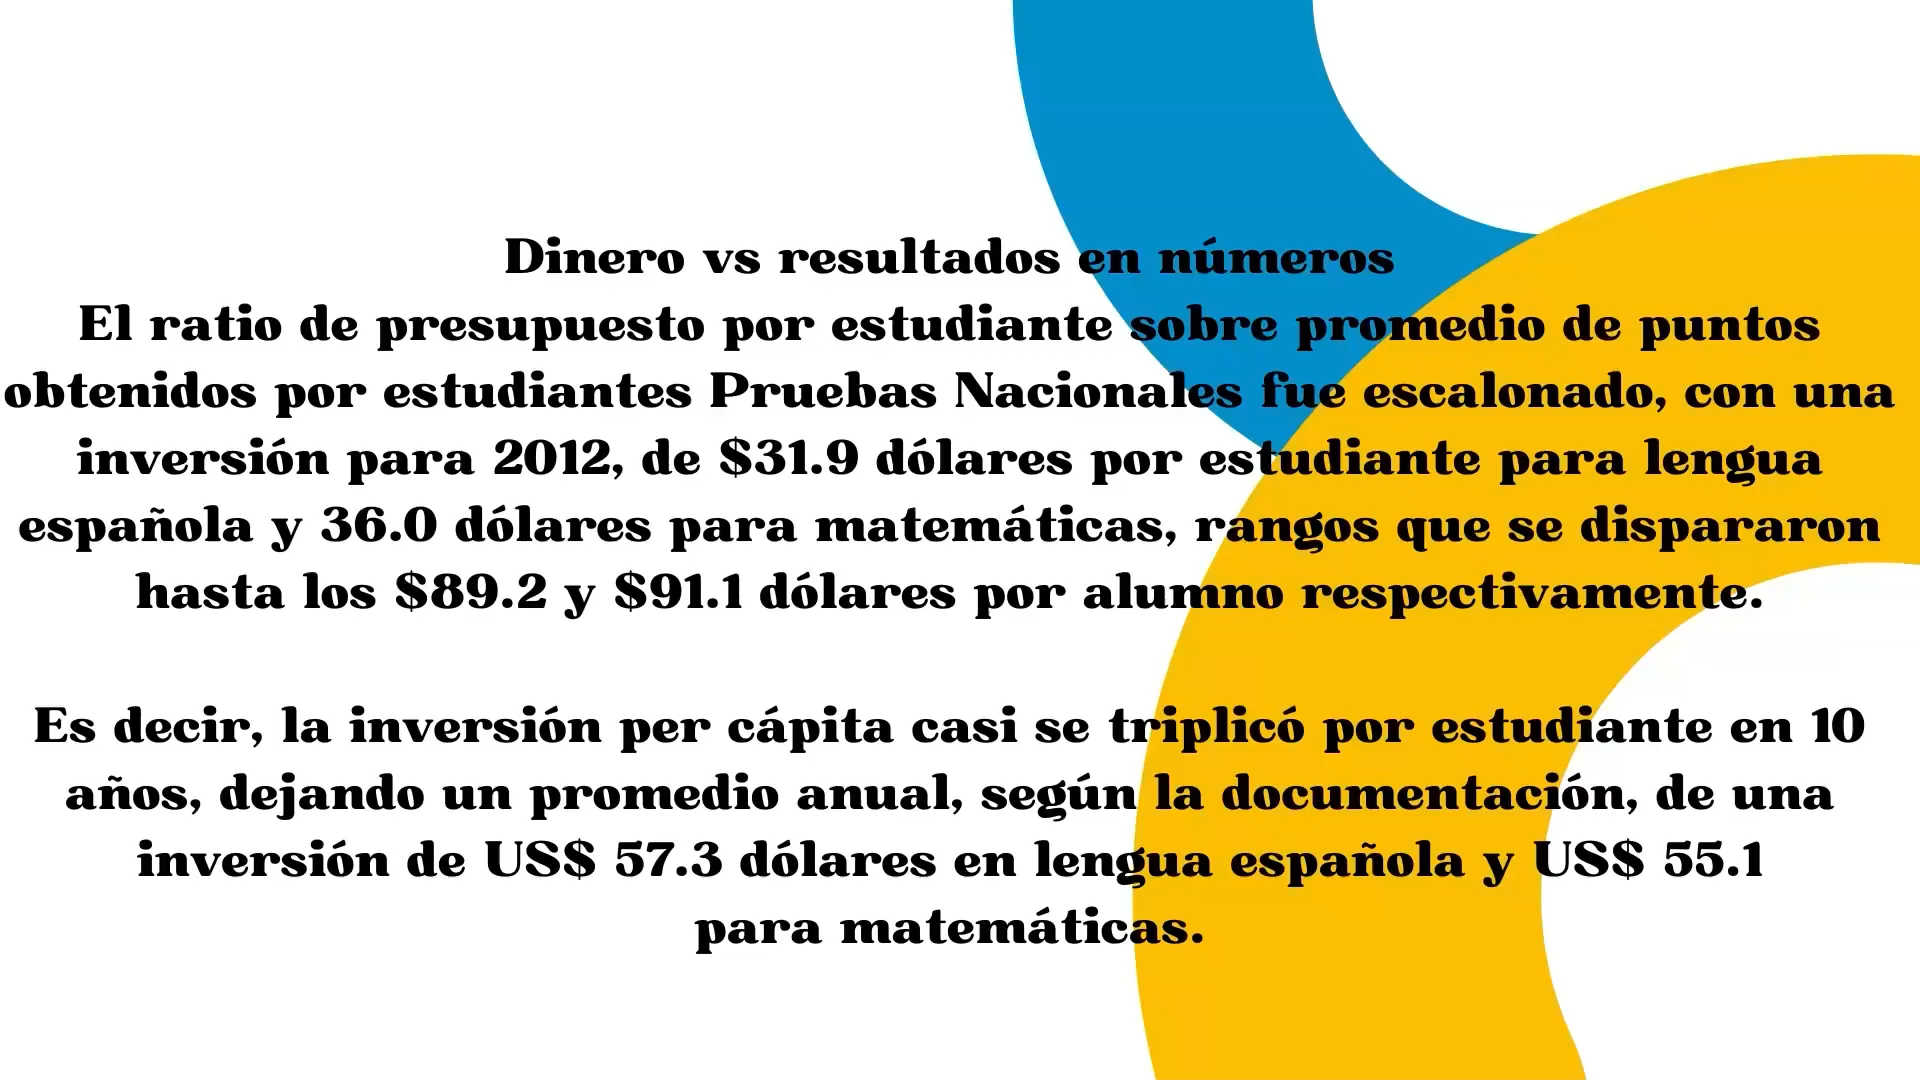 Dinero vs resultados en números
El ratio de presupuesto por estudiante sobre promedio de puntos
obtenidos por estudiantes Pruebas Nacionales fue escalonado, con una
inversión para 2012, de $31.9 dólares por estudiante para lengua
española y 36.0 dólares para matemáticas, rangos que se dispararon
hasta los $89.2 y $91.1 dólares por alumno respectivamente.
Es decir, la inversión per cápita casi se triplicó por estudiante en 10
años, dejando un promedio anual, según la documentación, de una
inversión de US$ 57.3 dólares en lengua española y US$ 55.1
para matemáticas.